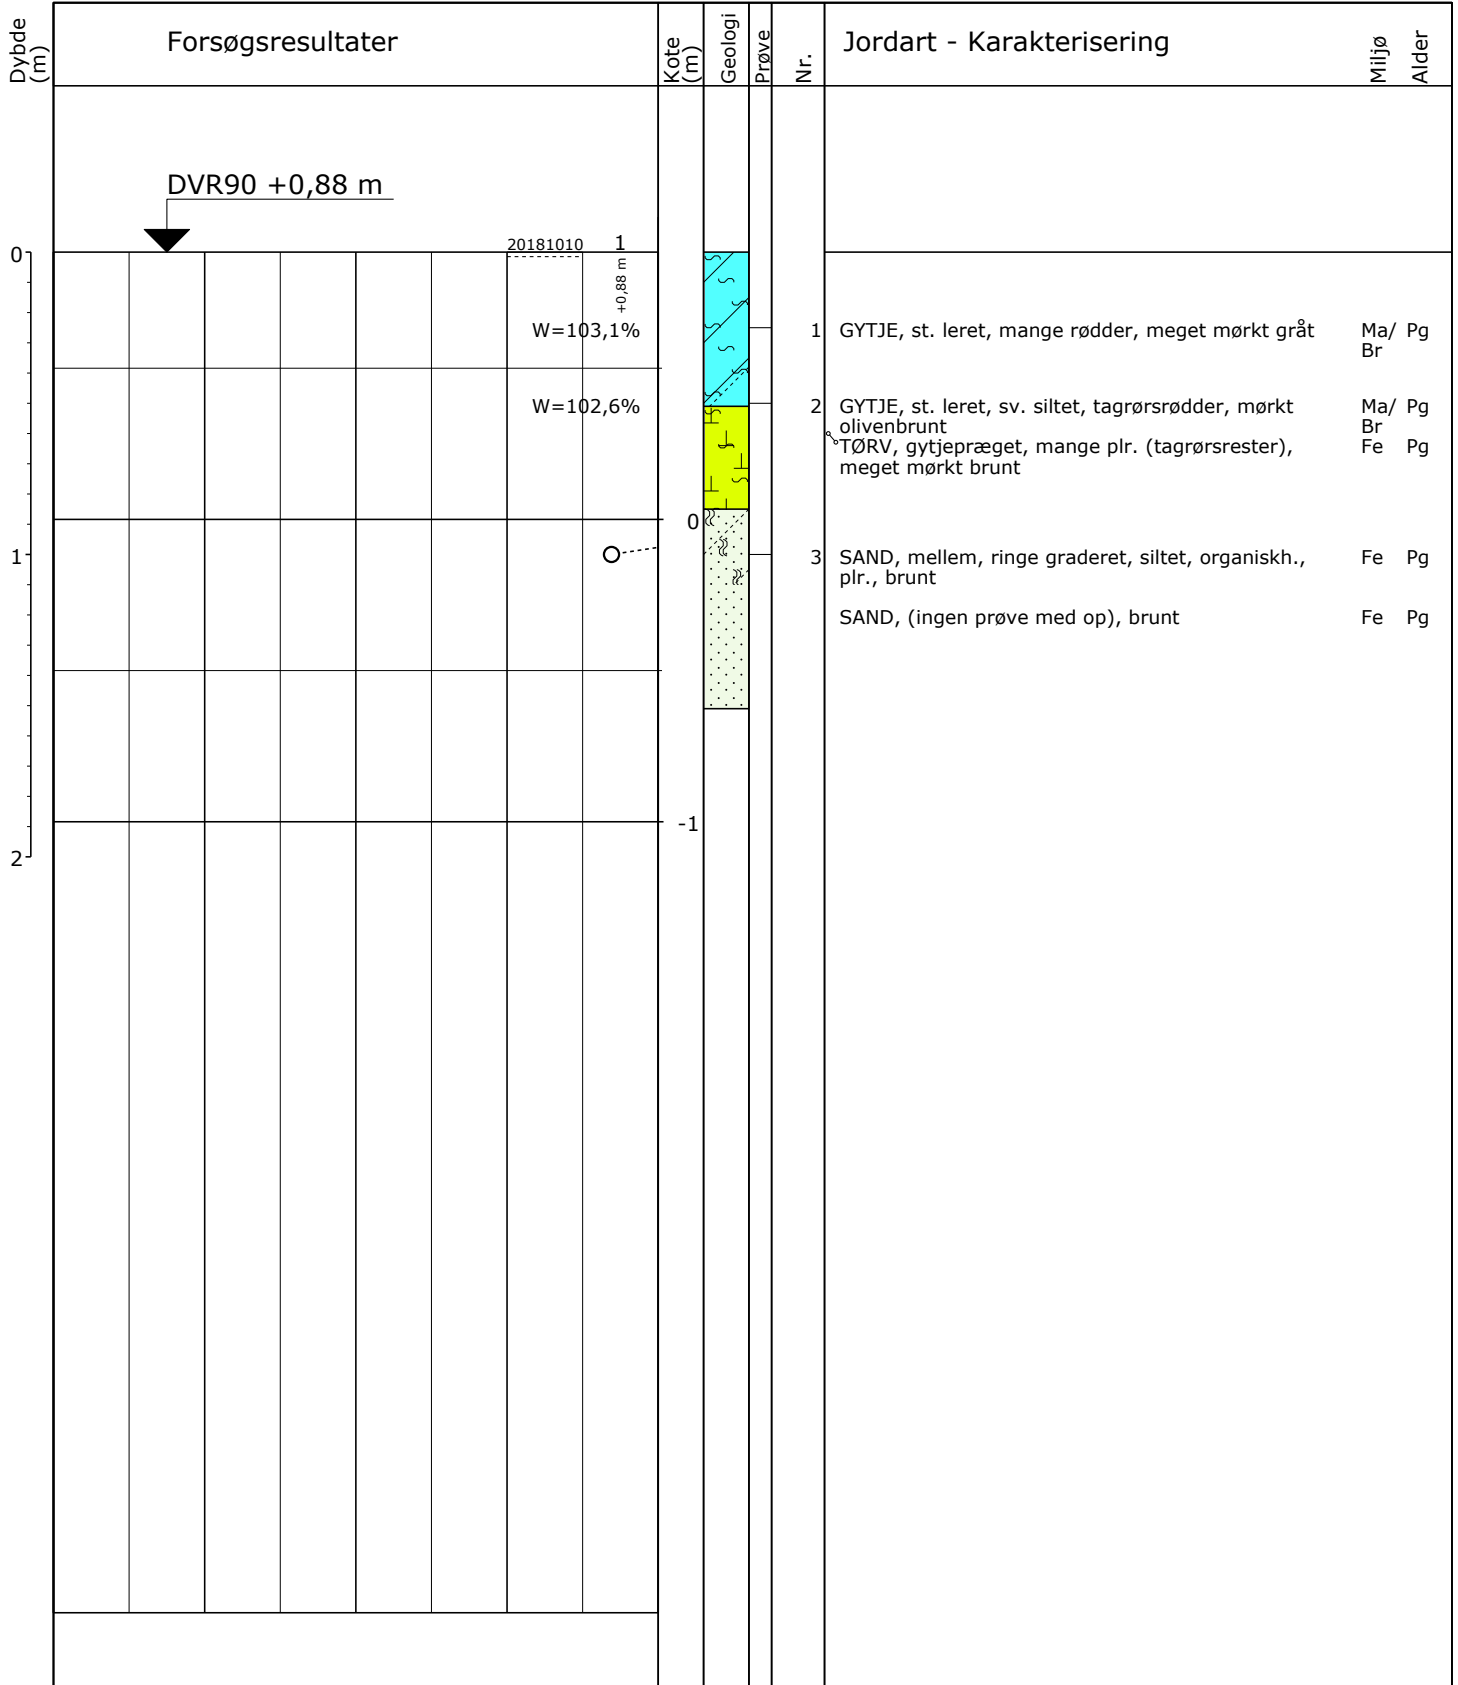 Dybde
(m)
Forsøgsresultater
Kote
(m)
Geologi
Prøve
Nr.
Jordart - Karakterisering
Miljø
Alder
DVR90 +0,88 m
0
20181010
1
+0,88 m
W=103,1%
1
GYTJE, st. leret, mange rødder, meget mørkt gråt
Ma/
Br
Pg
W=102,6%
2
GYTJE, st. leret, sv. siltet, tagrørsrødder, mørkt
olivenbrunt
Ma/
Br
Pg
TØRV, gytjepræget, mange plr. (tagrørsrester),
meget mørkt brunt
Fe
Pg
0
1
3
SAND, mellem, ringe graderet, siltet, organiskh.,
plr., brunt
Fe
Pg
SAND, (ingen prøve med op), brunt
Fe
Pg
-1
2